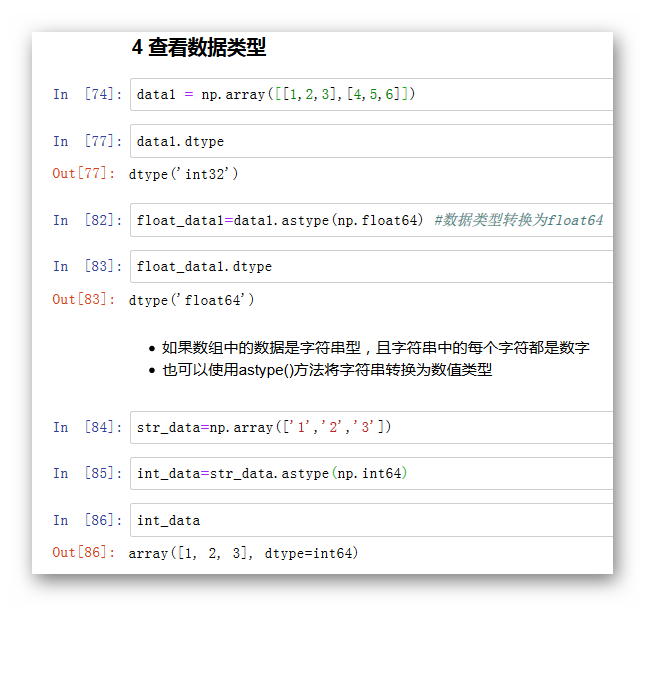 4 查看数据类型
In [74]: data1 = np.array([[1,2,3],[4,5,6]])
In [77]: data1.dtype
Out[77]: dtype('int32')
In [82]: float_data1=data1.astype(np.float64) #数据类型转换为float64
In [83]: float_data1.dtype
Out[83]: dtype('float64')
• 如果数组中的数据是字符串型，且字符串中的每个字符都是数字
• 也可以使用astype()方法将字符串转换为数值类型
In [84]: str_data=np.array(['1','2','3'])
In [85]: int_data=str_data.astype(np.int64)
In [86]: int_data
Out[86]: array([1, 2, 3], dtype=int64)